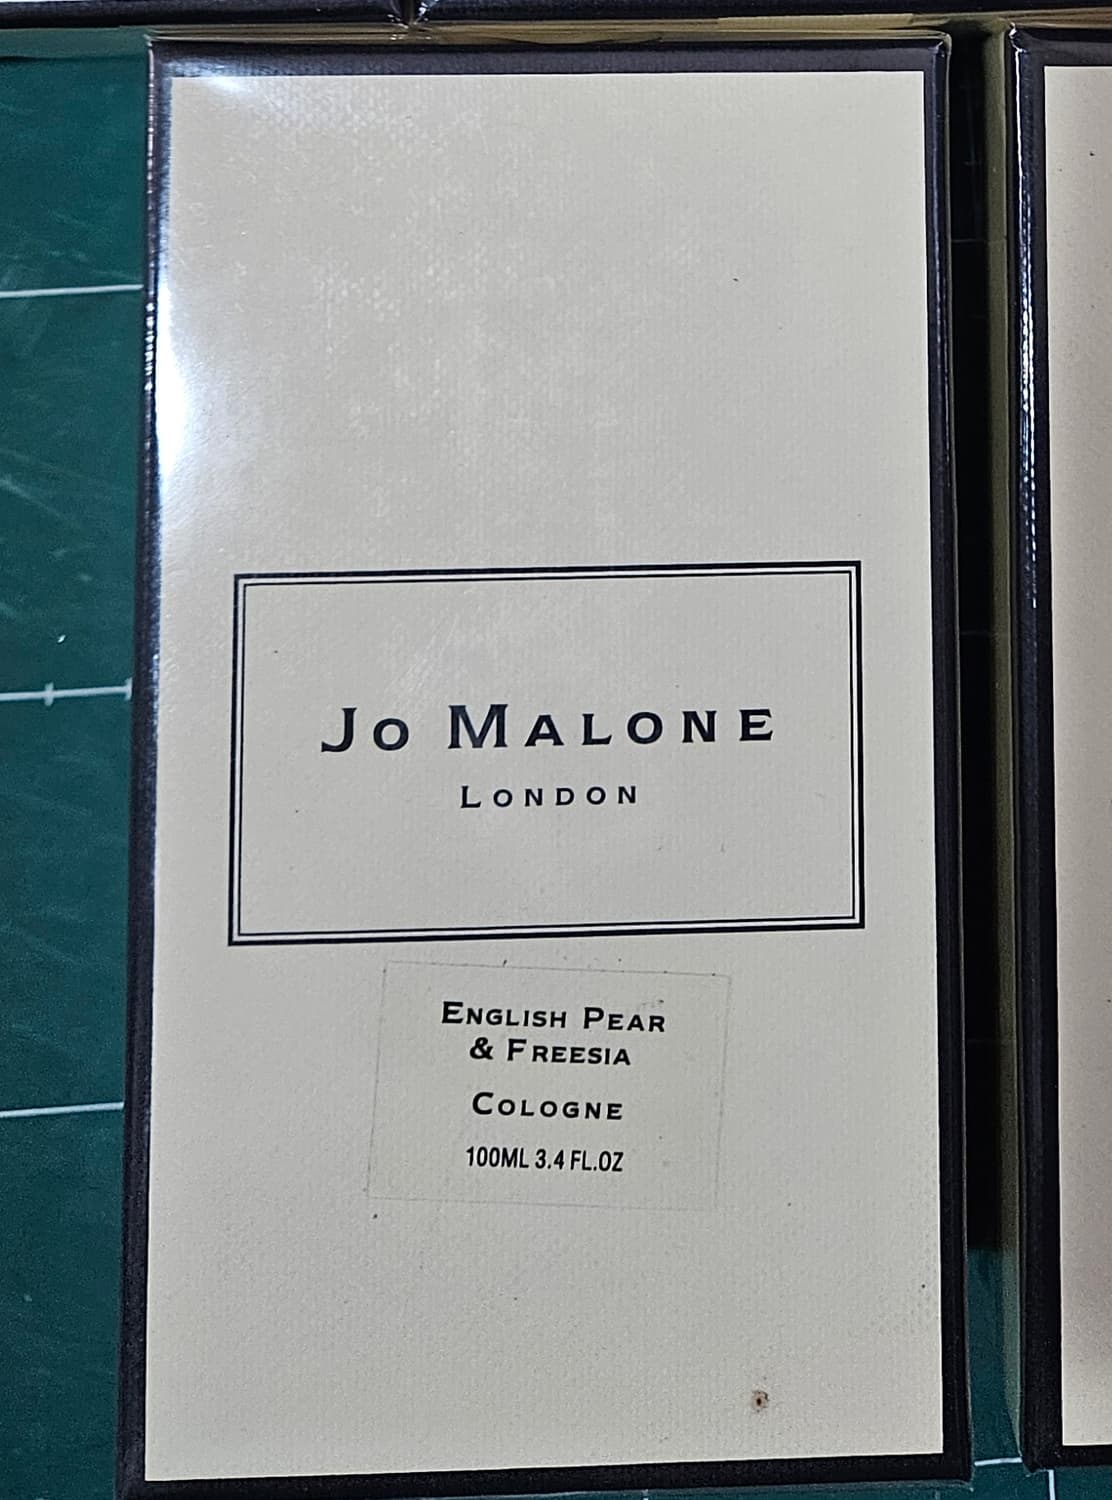 JO MALONE
LONDON
ENGLISH PEAR
& FREESIA
COLOGNE
100ML 3.4 FL.OZ